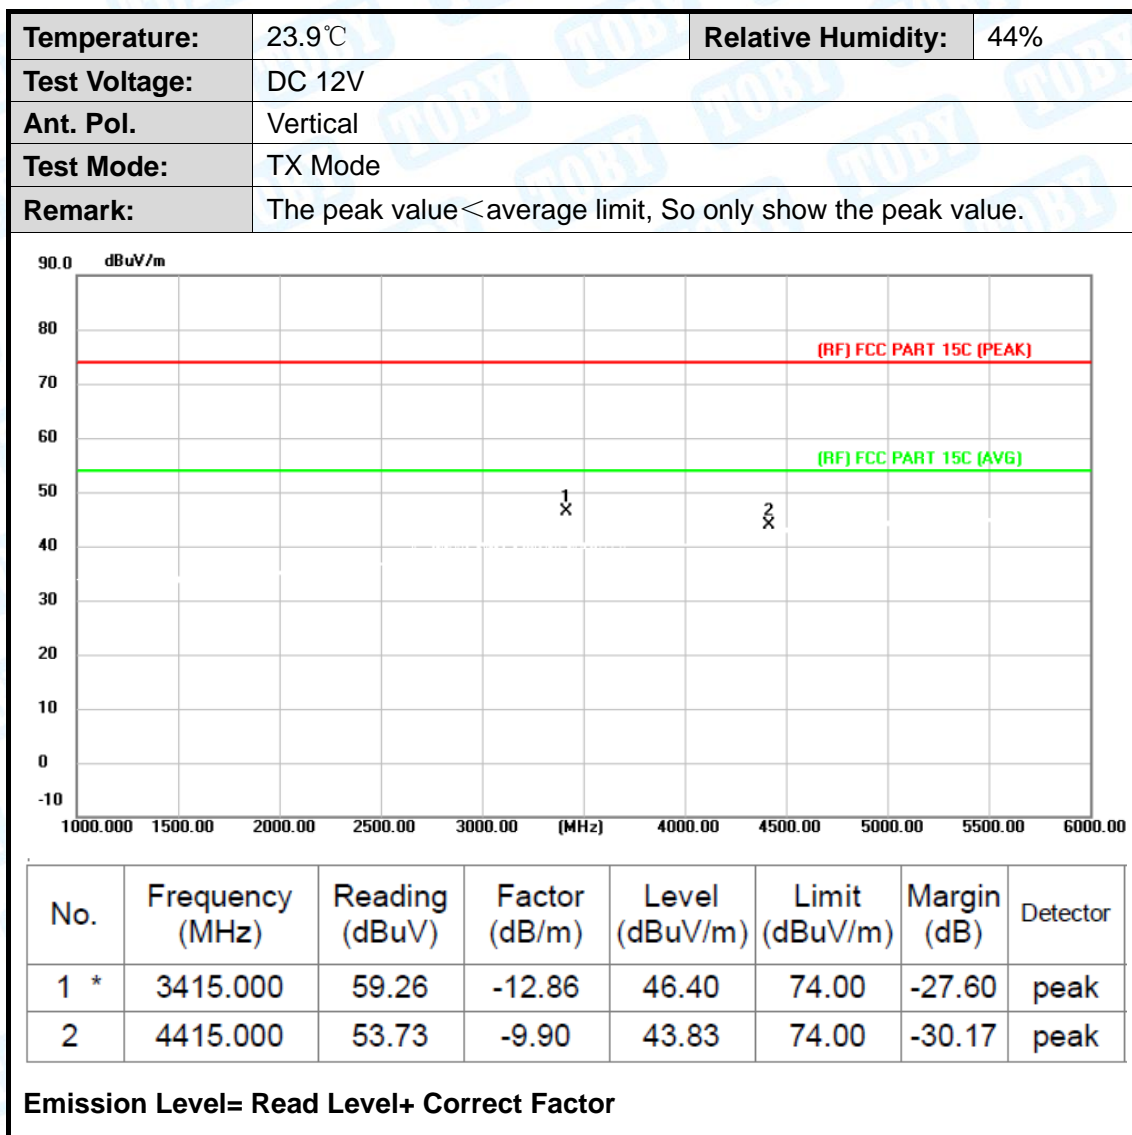 Temperature: 23.9℃ Relative Humidity: 44%
Test Voltage: DC 12V
Ant. Pol. Vertical
Test Mode: TX Mode
Remark: The peak value＜average limit, So only show the peak value.
90.0 dBuV/m
80
(RF) FCC PART 15C (PEAK)
70
60
(RF) FCC PART 15C (AVG)
50
1
X
2
X
40
30
20
10
0
-10
1000.000 1500.00 2000.00 2500.00 3000.00 (MHz) 4000.00 4500.00 5000.00 5500.00 6000.00
No. Frequency (MHz) Reading (dBuV) Factor (dB/m) Level (dBuV/m) Limit (dBuV/m) Margin (dB) Detector
1 * 3415.000 59.26 -12.86 46.40 74.00 -27.60 peak
2 4415.000 53.73 -9.90 43.83 74.00 -30.17 peak
Emission Level= Read Level+ Correct Factor
TOBY